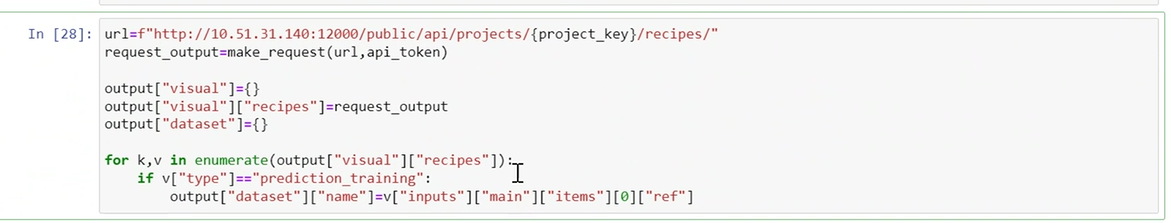 In [28]: url=f"http://10.51.31.140:12000/public/api/projects/{project_key}/recipes/"
request_output=make_request(url,api_token)
output["visual"]={}
output["visual"]["recipes"]=request_output
output["dataset"]={}
for k,v in enumerate(output["visual"]["recipes"]):
    if v["type"]=="prediction_training":
        output["dataset"]["name"]=v["inputs"]["main"]["items"][0]["ref"]